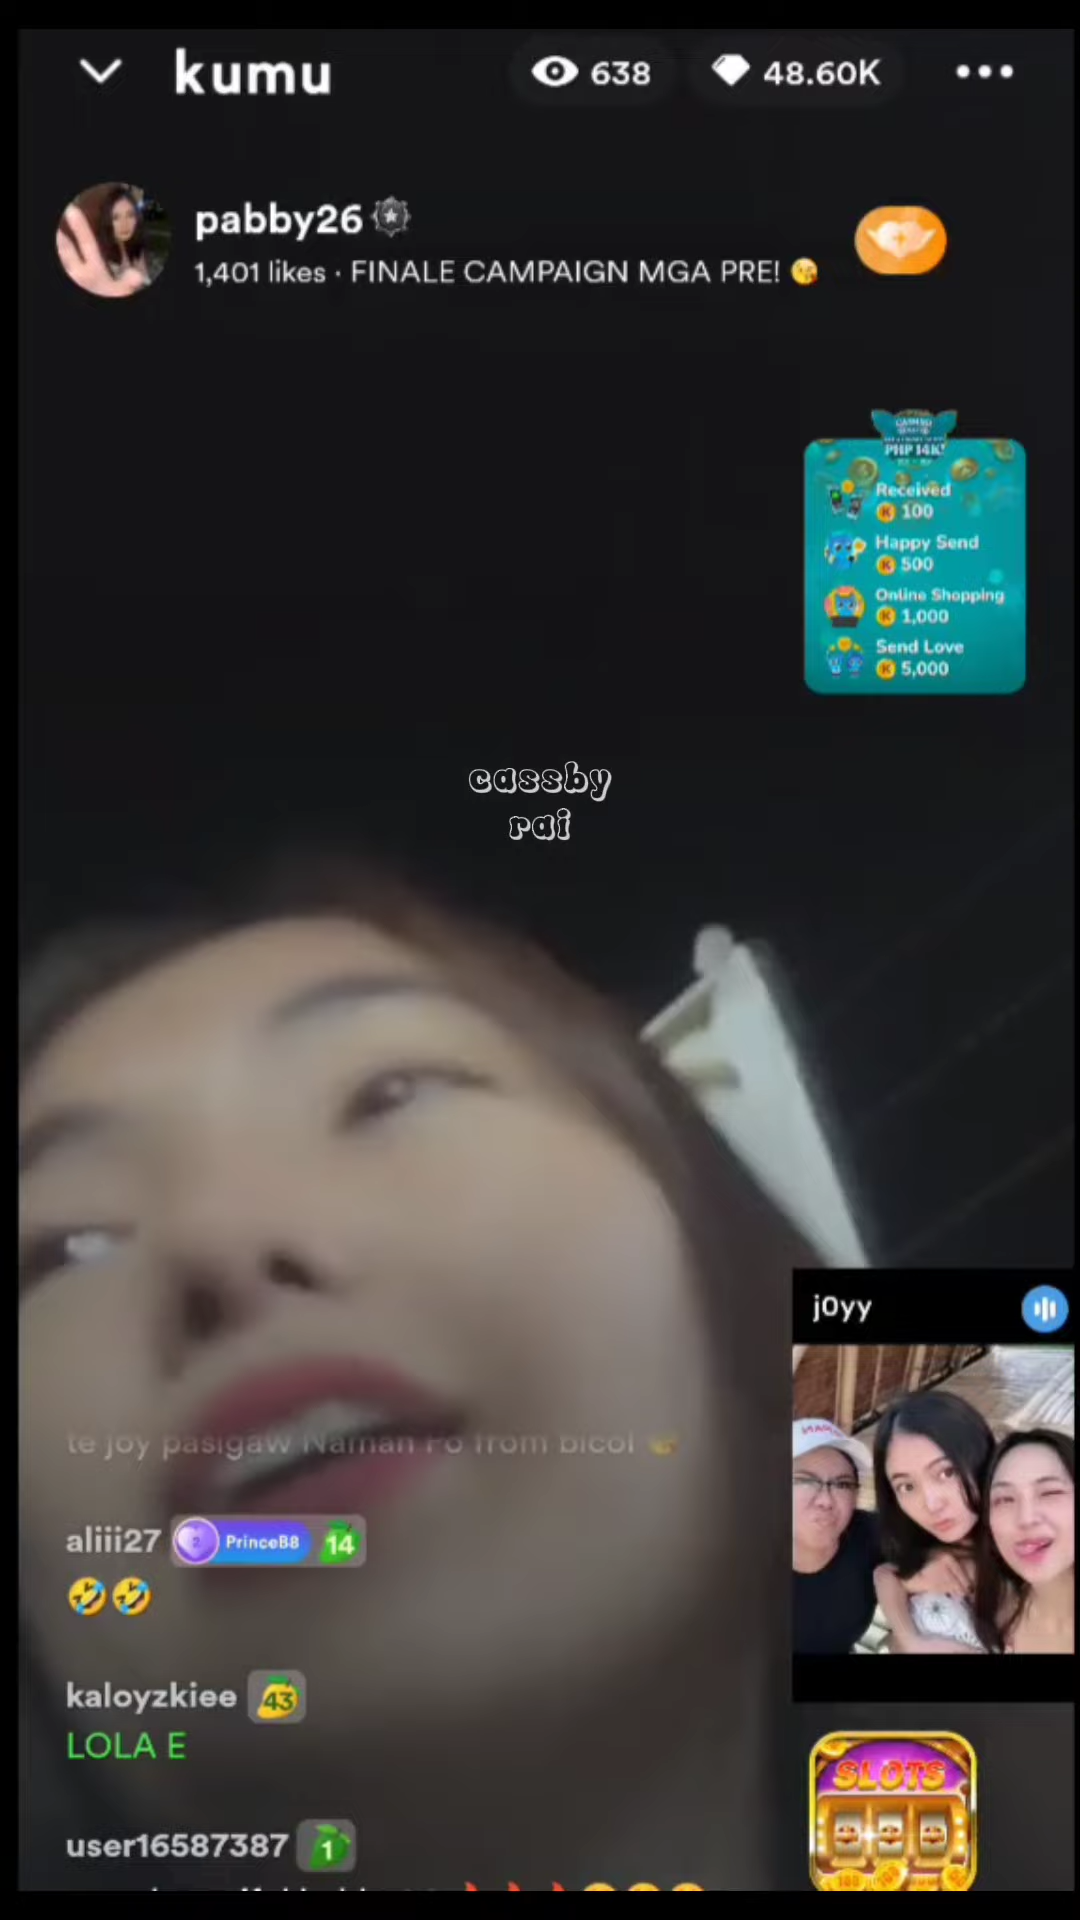 kumu
638
48.60K
pabby26
1,401 likes · FINALE CAMPAIGN MGA PRE! 😘
PHP 14K!
Received
K 100
Happy Send
K 500
Online Shopping
K 1,000
Send Love
K 5,000
cassby
rai
j0yy
te joy pasigaw Naman Po from bicol
aliii27 2 PrinceB8 14
🤣🤣
kaloyzkiee 43
LOLA E
SLOTS
user16587387 1